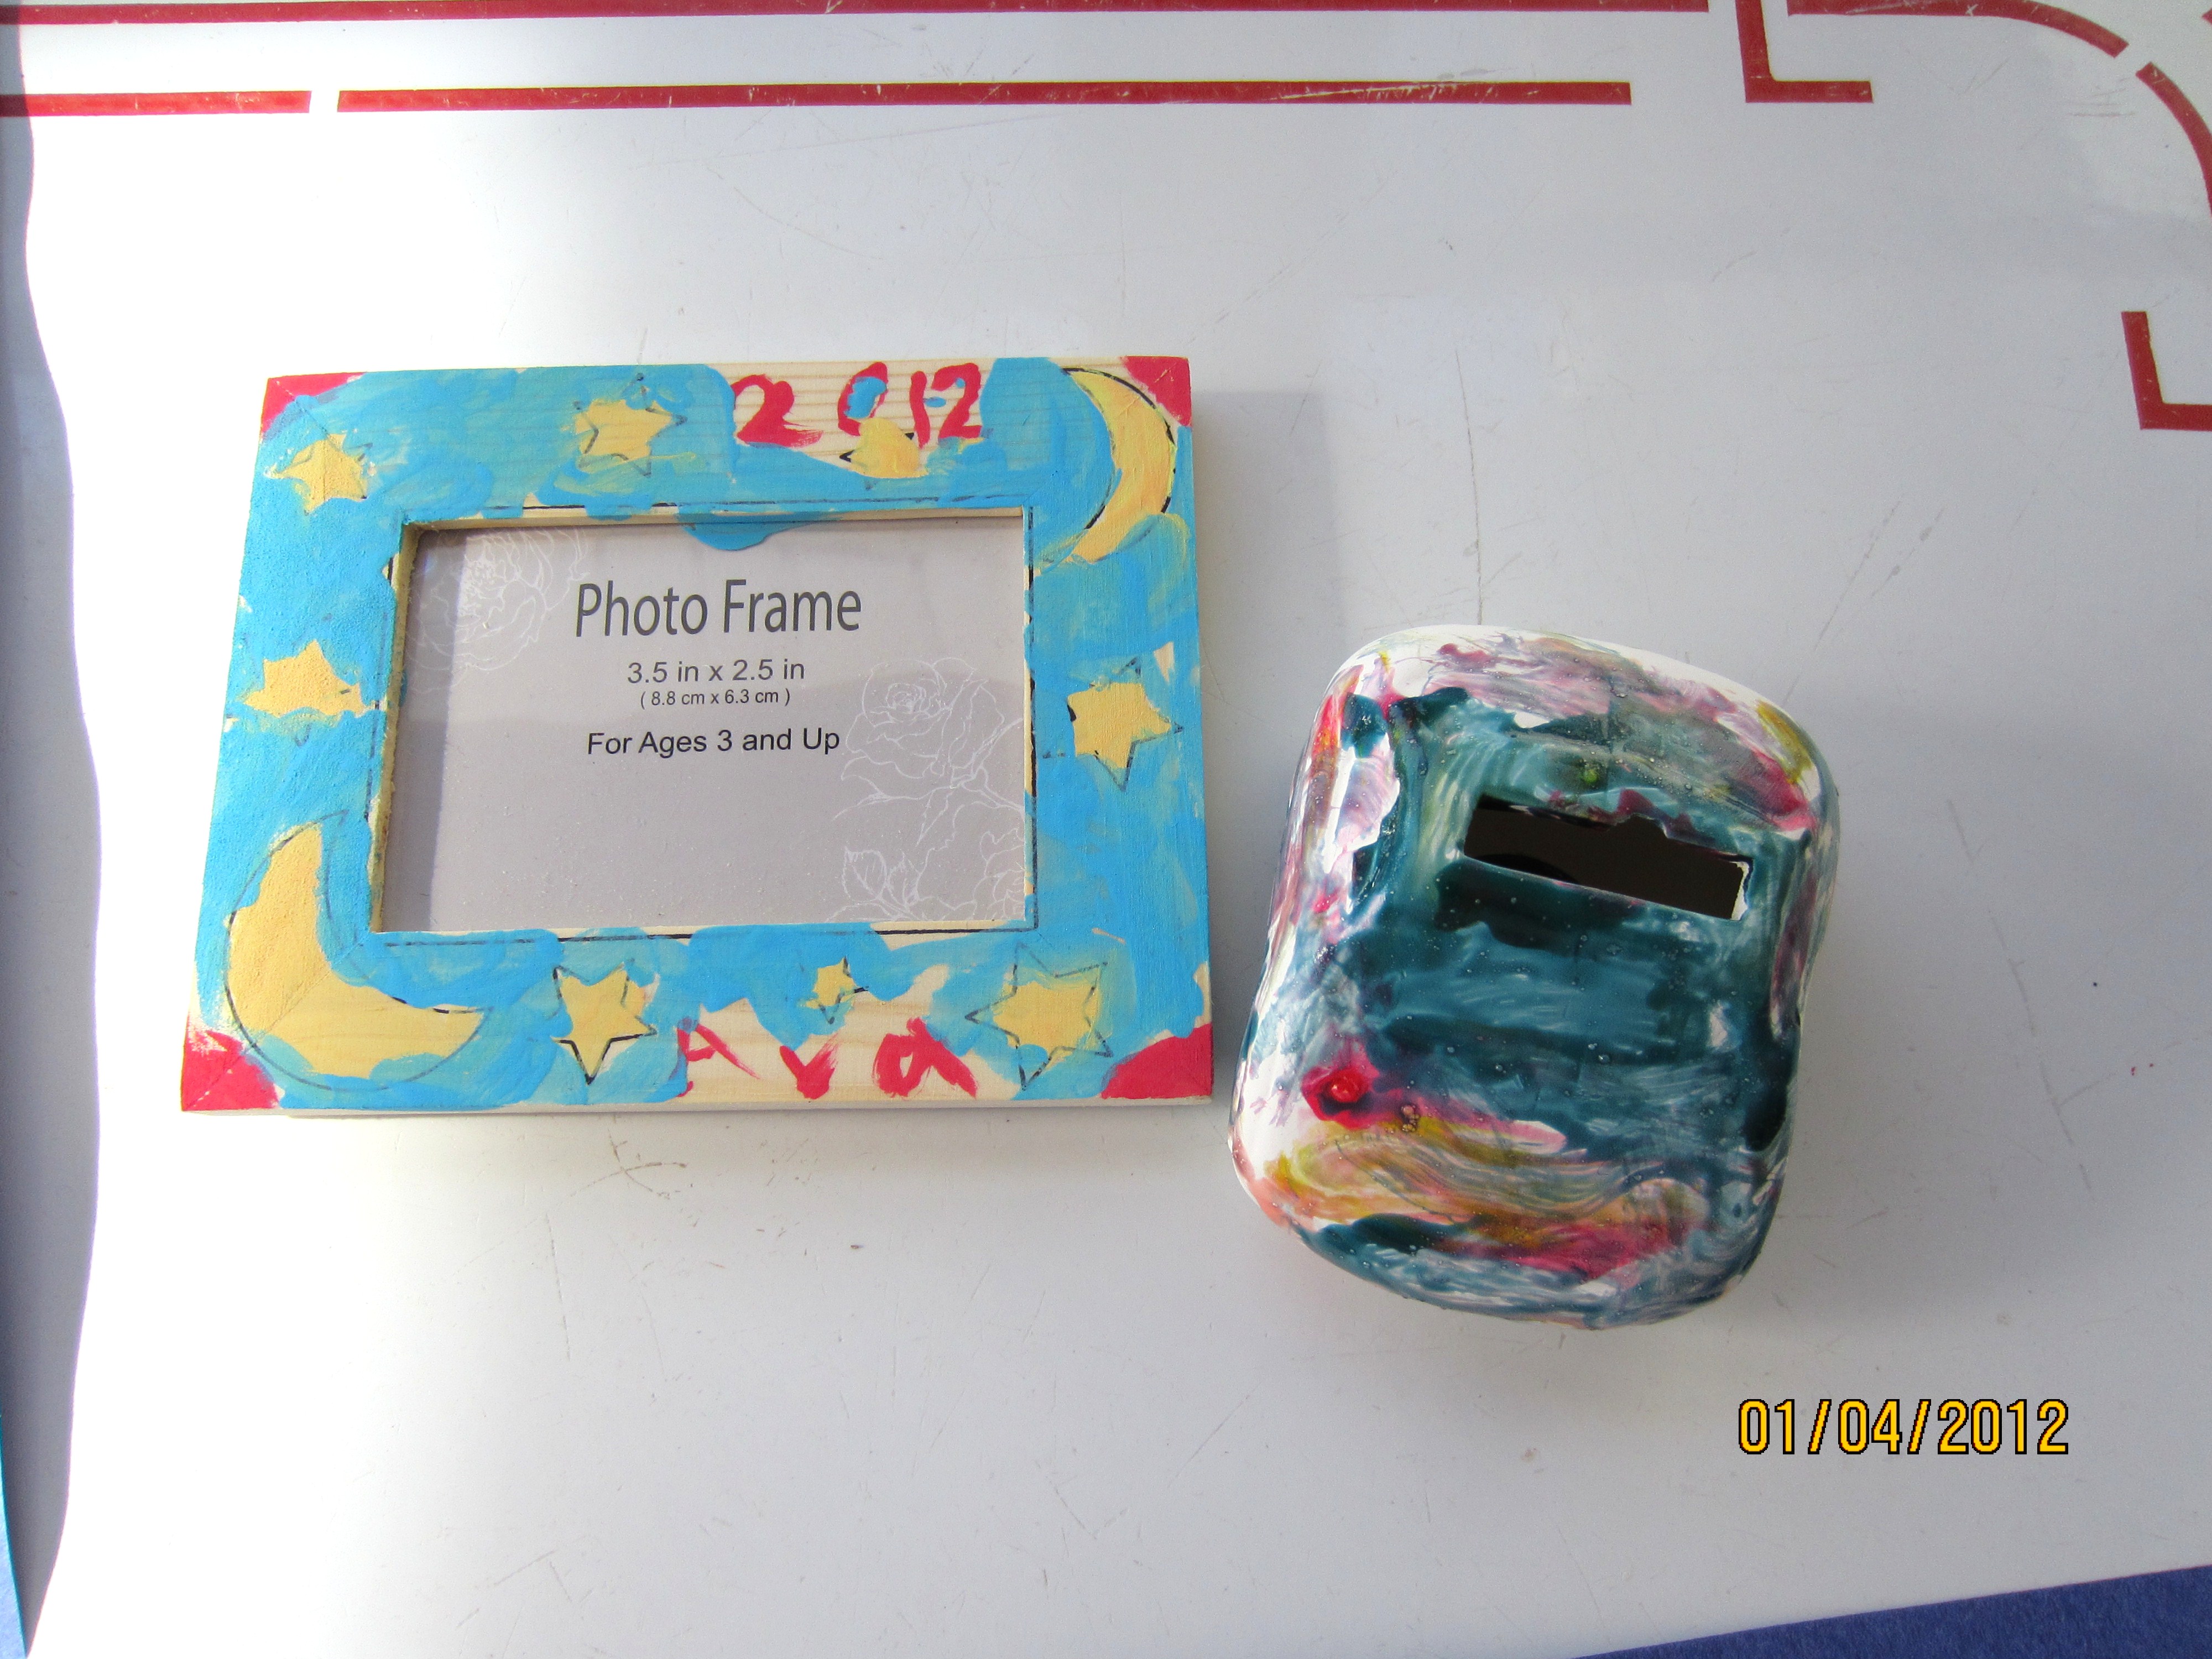 2012
Photo Frame
3.5 in x 2.5 in
( 8.8 cm x 6.3 cm )
For Ages 3 and Up
Ava
01/04/2012